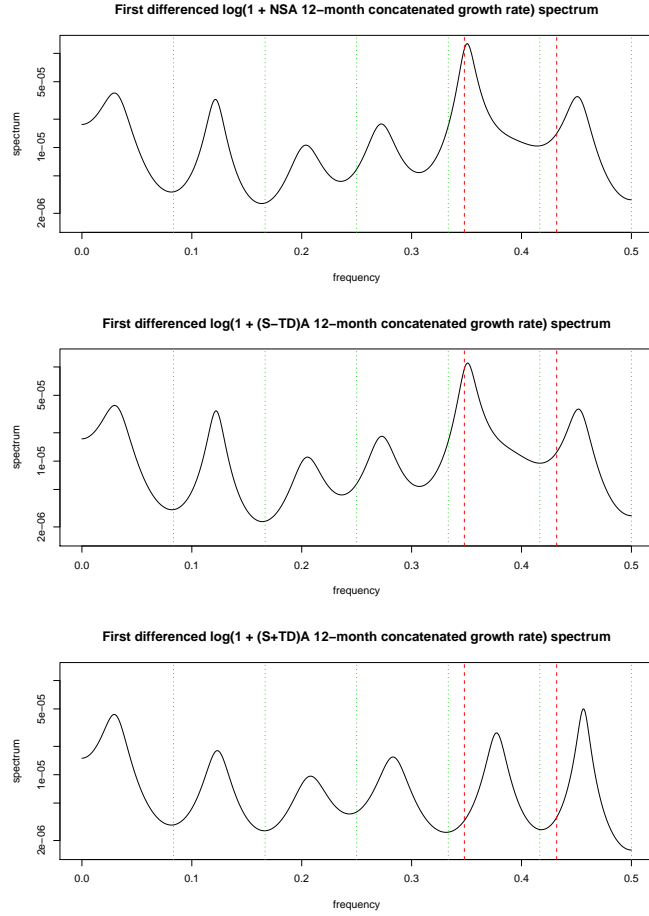 First differenced log(1 + NSA 12−month concatenated growth rate) spectrum
spectrum
5e−05
1e−05
2e−06
0.0 0.1 0.2 0.3 0.4 0.5
frequency
First differenced log(1 + (S−TD)A 12−month concatenated growth rate) spectrum
spectrum
5e−05
1e−05
2e−06
0.0 0.1 0.2 0.3 0.4 0.5
frequency
First differenced log(1 + (S+TD)A 12−month concatenated growth rate) spectrum
spectrum
5e−05
1e−05
2e−06
0.0 0.1 0.2 0.3 0.4 0.5
frequency